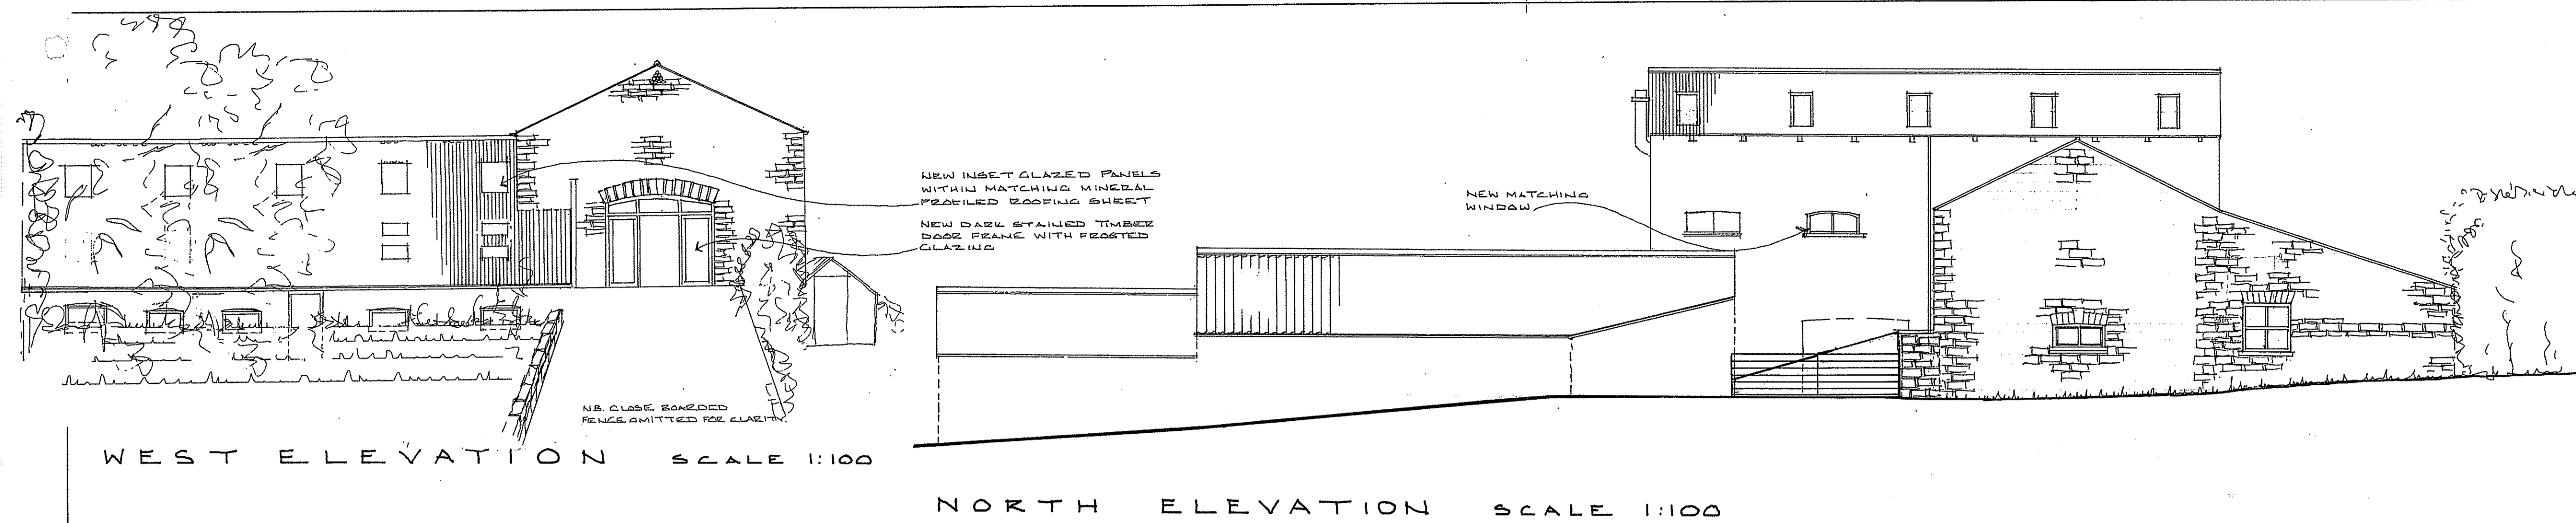 NEW INSET GLAZED PANELS
WITHIN MATCHING MINERAL
PROFILED ROOFING SHEET
NEW DARK STAINED TIMBER
DOOR FRAME WITH FROSTED
GLAZING
N.B. CLOSE BOARDED
FENCE OMITTED FOR CLARITY.
WEST ELEVATION SCALE 1:100
NEW MATCHING
WINDOW
NORTH ELEVATION SCALE 1:100